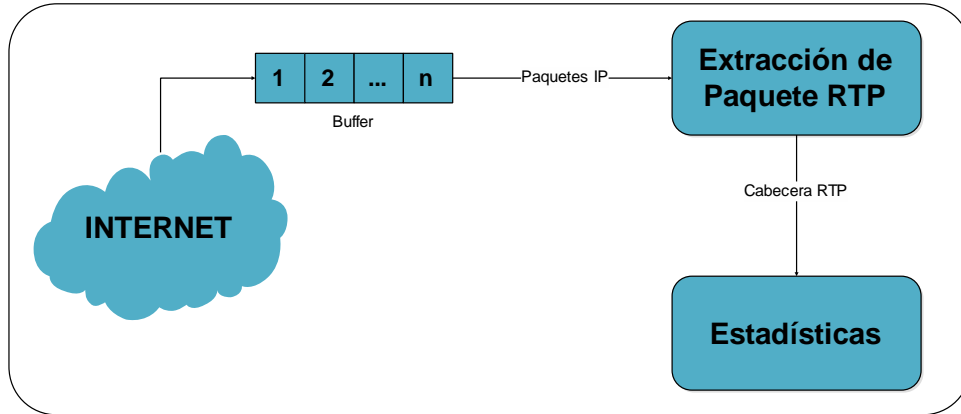 1 2 ... n
Buffer
Paquetes IP
Extracción de
Paquete RTP
Cabecera RTP
INTERNET
Estadísticas